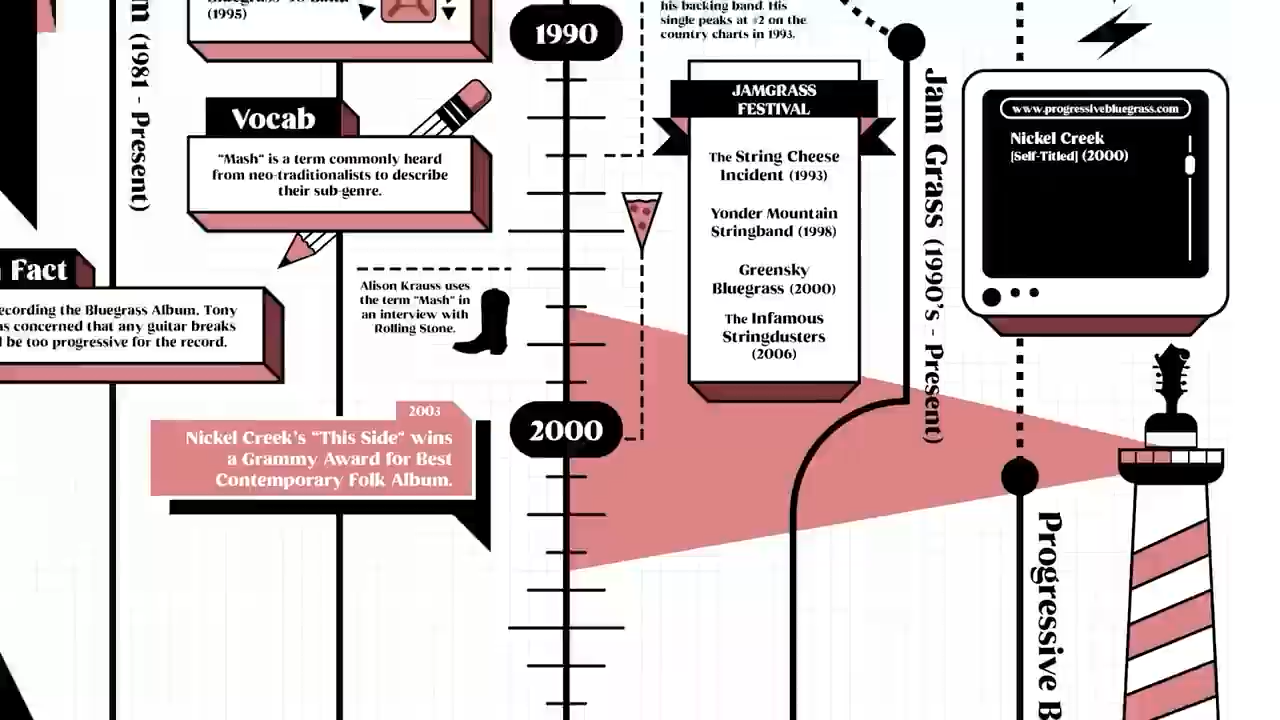 (1995)
1990
his backing band. His
single peaks at #2 on the
country charts in 1993.
(1981 - Present)
Vocab
"Mash" is a term commonly heard
from neo-traditionalists to describe
their sub-genre.
JAMGRASS
FESTIVAL
The String Cheese
Incident (1993)
Yonder Mountain
Stringband (1998)
Greensky
Bluegrass (2000)
The Infamous
Stringdusters
(2006)
Jam Grass (1990's - Present)
www.progressivebluegrass.com
Nickel Creek
[Self-Titled] (2000)
Fact
ecording the Bluegrass Album, Tony
s concerned that any guitar breaks
be too progressive for the record.
Alison Krauss uses
the term "Mash" in
an interview with
Rolling Stone.
2003
Nickel Creek's "This Side" wins
a Grammy Award for Best
Contemporary Folk Album.
2000
Progressive B